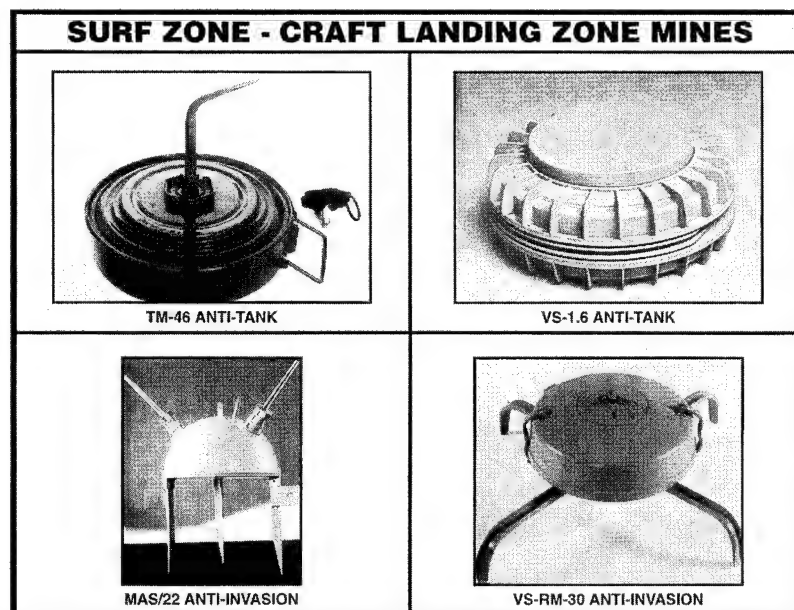 SURF ZONE - CRAFT LANDING ZONE MINES
TM-46 ANTI-TANK
VS-1.6 ANTI-TANK
MAS/22 ANTI-INVASION
VS-RM-30 ANTI-INVASION